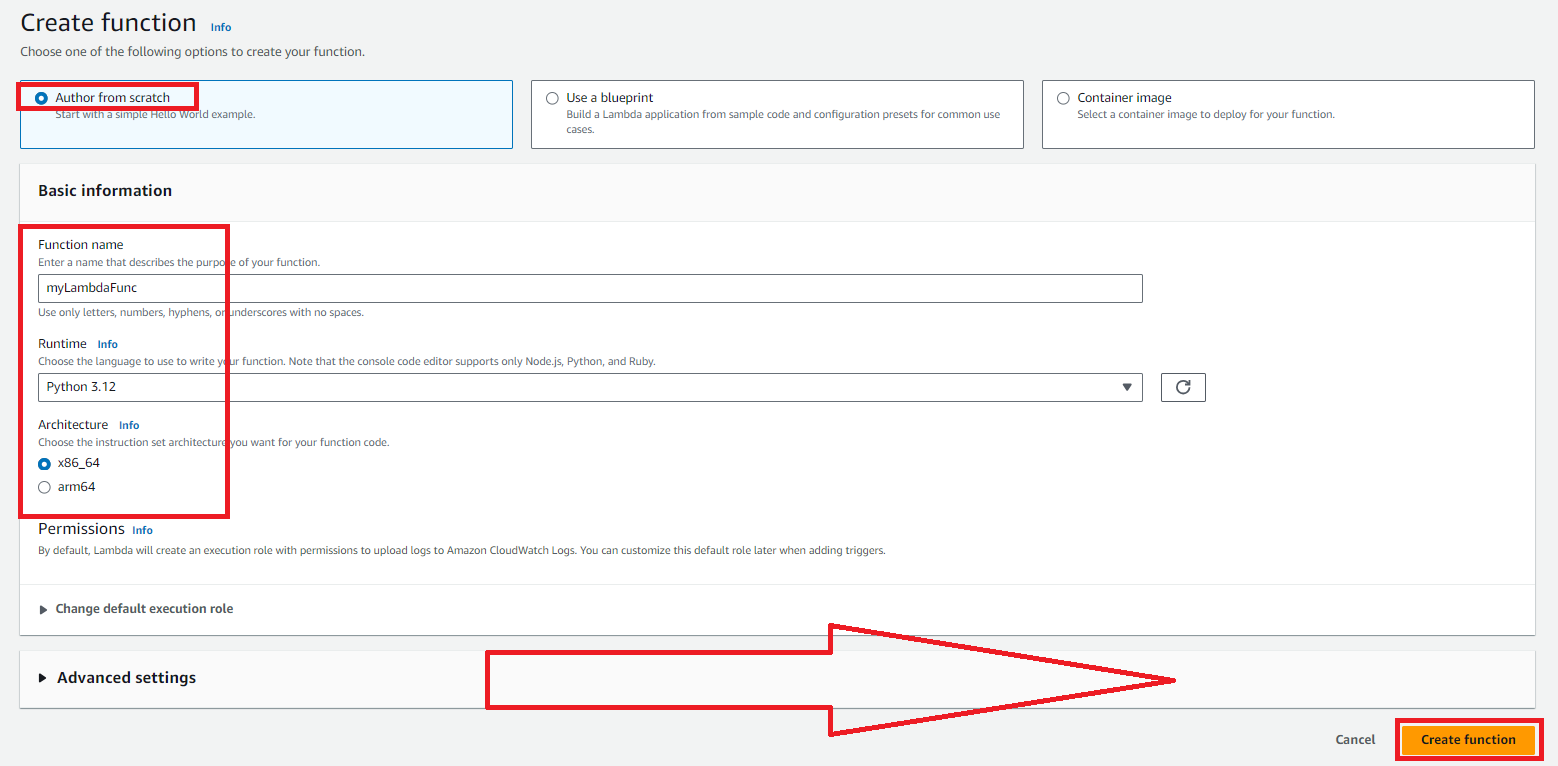 Create function Info
Choose one of the following options to create your function.
Author from scratch
Start with a simple Hello World example.
Use a blueprint
Build a Lambda application from sample code and configuration presets for common use
cases.
Container image
Select a container image to deploy for your function.
Basic information
Function name
Enter a name that describes the purpose of your function.
myLambdaFunc
Use only letters, numbers, hyphens, or underscores with no spaces.
Runtime Info
Choose the language to use to write your function. Note that the console code editor supports only Node.js, Python, and Ruby.
Python 3.12
Architecture Info
Choose the instruction set architecture you want for your function code.
x86_64
arm64
Permissions Info
By default, Lambda will create an execution role with permissions to upload logs to Amazon CloudWatch Logs. You can customize this default role later when adding triggers.
Change default execution role
Advanced settings
Cancel
Create function